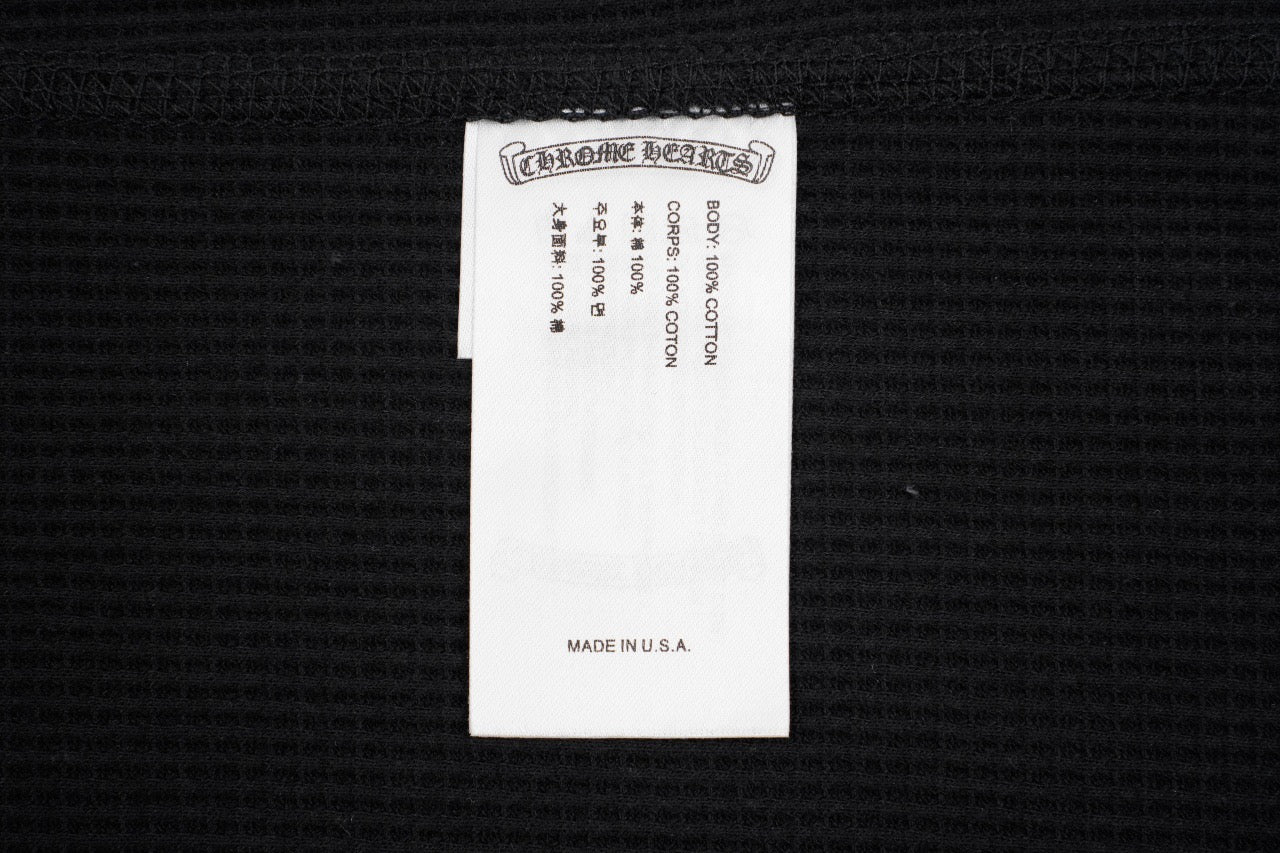 CHROME HEARTS
BODY: 100% COTTON
CORPS: 100% COTON
本体: 綿 100%
주요부: 100% 면
大身面料: 100% 棉
MADE IN U.S.A.